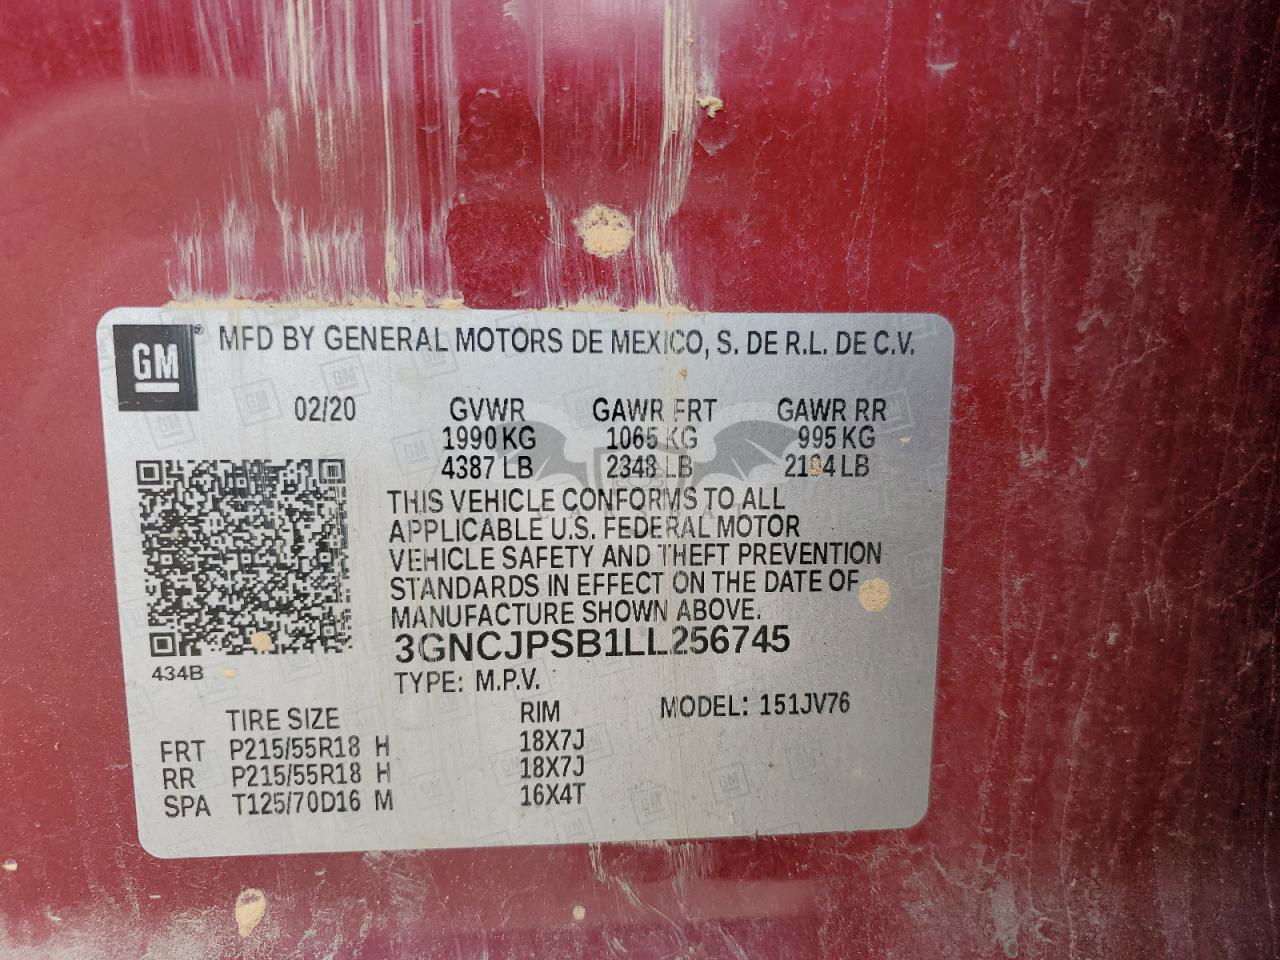 GM
® MFD BY GENERAL MOTORS DE MEXICO, S. DE R.L. DE C.V.
02/20 GVWR GAWR FRT GAWR RR
1990 KG 1065 KG 995 KG
4387 LB 2348 LB 2194 LB
THIS VEHICLE CONFORMS TO ALL
APPLICABLE U.S. FEDERAL MOTOR
VEHICLE SAFETY AND THEFT PREVENTION
STANDARDS IN EFFECT ON THE DATE OF
MANUFACTURE SHOWN ABOVE.
3GNCJPSB1LL256745
434B
TYPE: M.P.V.
TIRE SIZE RIM MODEL: 151JV76
FRT P215/55R18 H 18X7J
RR P215/55R18 H 18X7J
SPA T125/70D16 M 16X4T